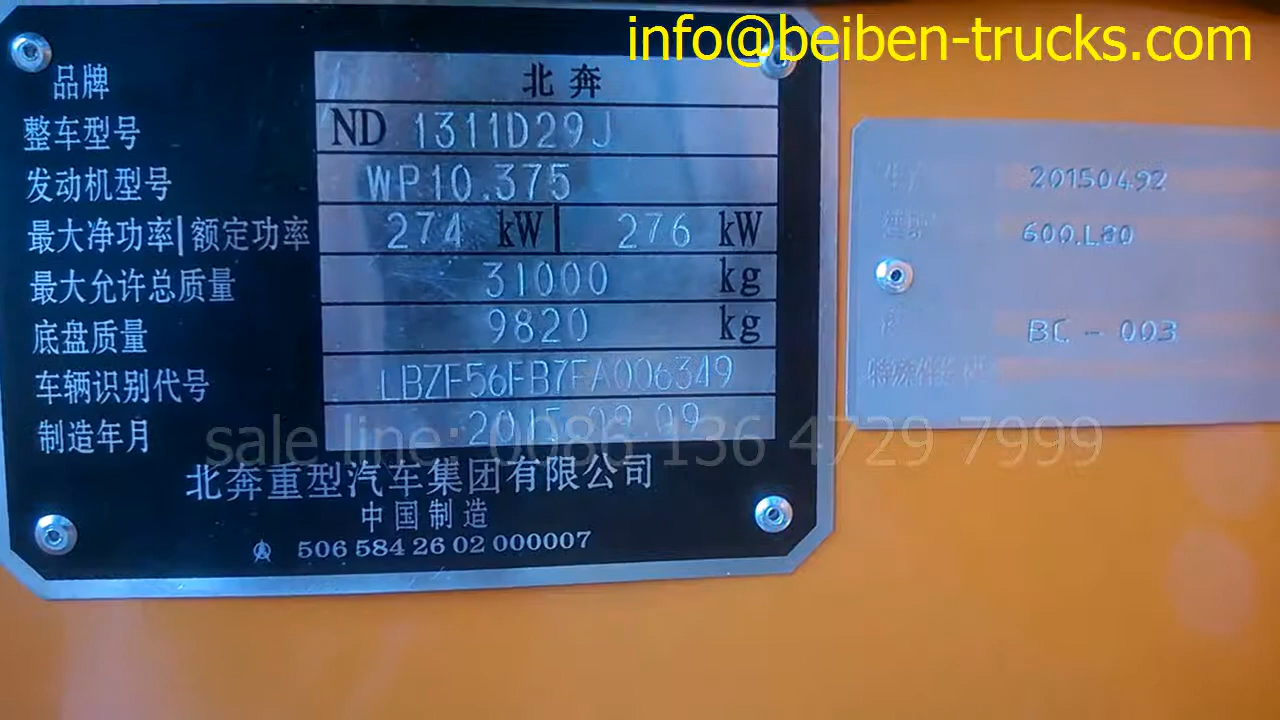 info@beiben-trucks.com
品牌 北奔
整车型号 ND 1311D29J
发动机型号 WP10.375
最大净功率|额定功率 274 kW 276 kW
最大允许总质量 31000 kg
底盘质量 9820 kg
车辆识别代号 LBZF56FB7FA006349
制造年月 2015.09.09
北奔重型汽车集团有限公司
中国制造
506 584 26 02 000007
20150492
600.L80
BC - 003
sale line: 0086 136 4729 7999